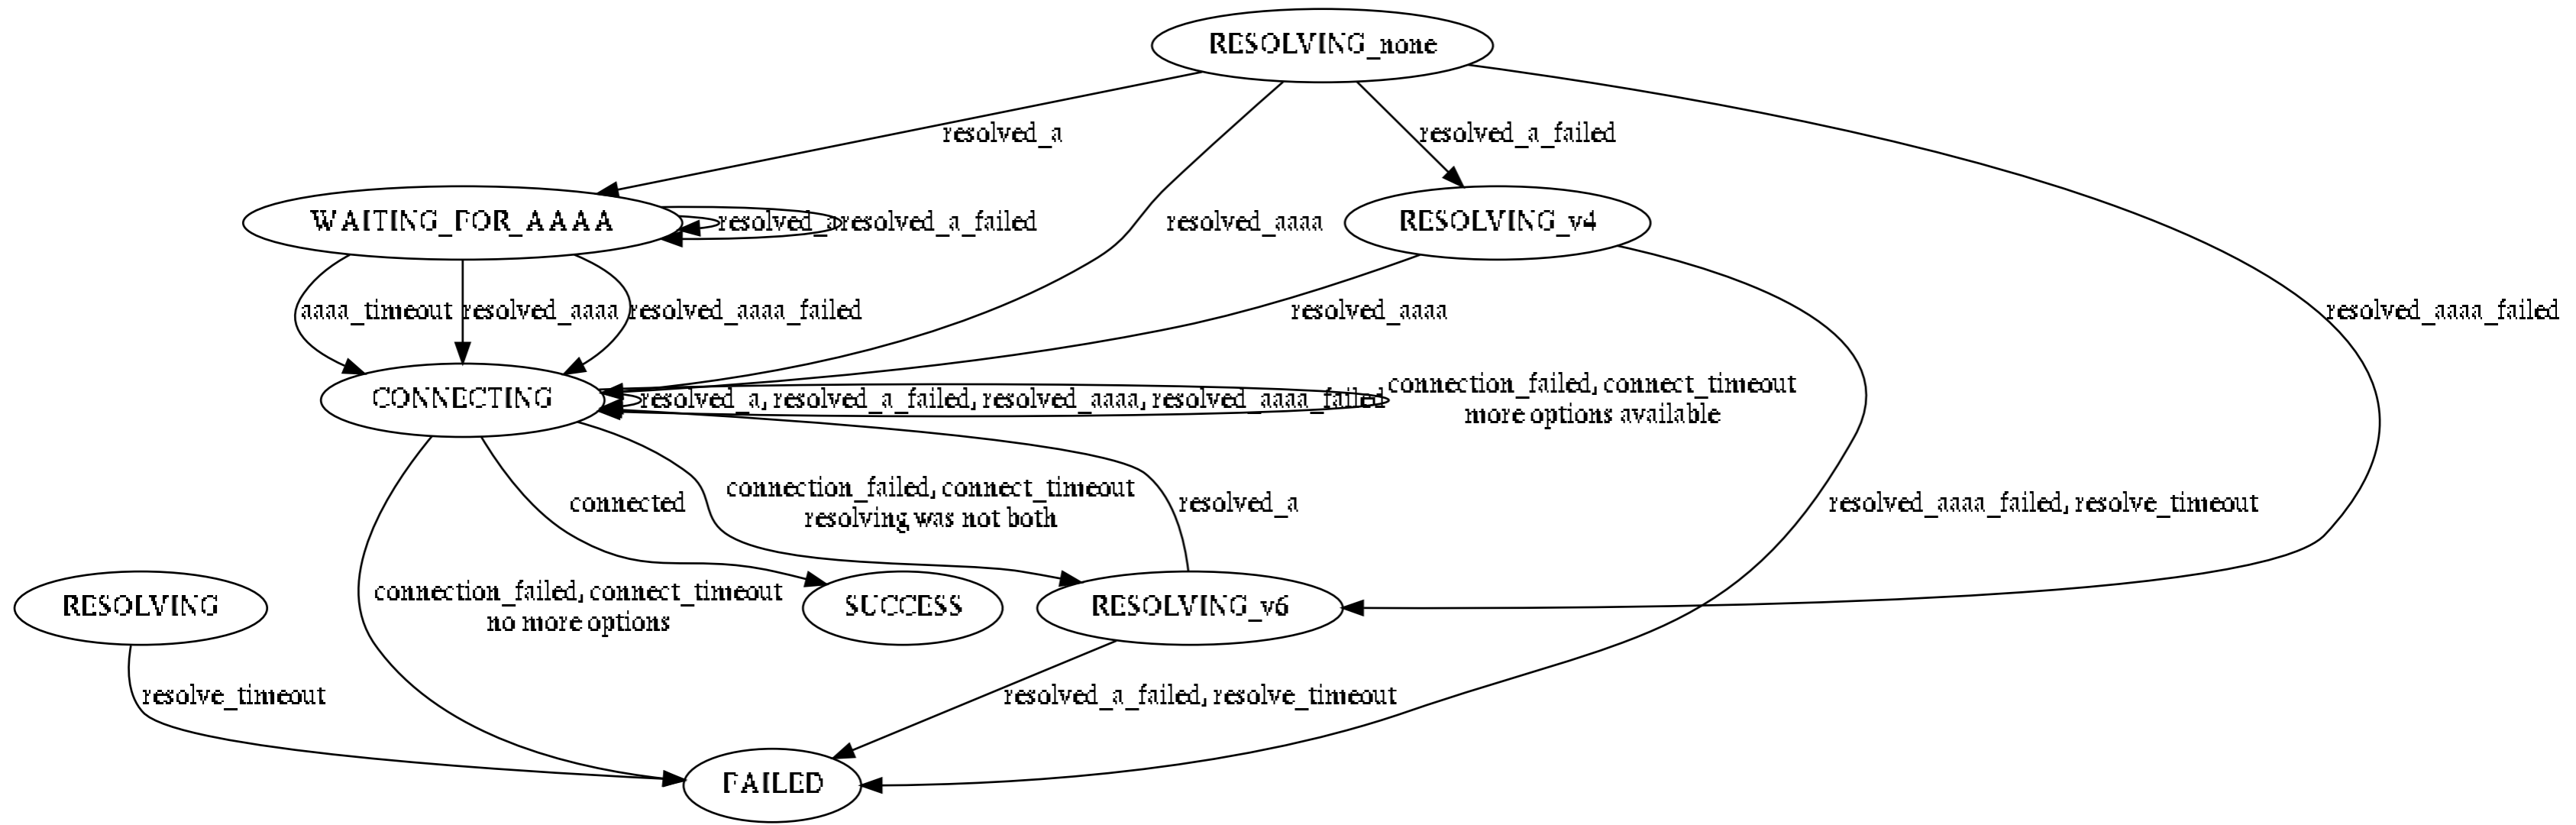 RESOLVING_none
resolved_a
resolved_a_failed
WAITING_FOR_AAAA
resolved_a
resolved_a_failed
resolved_aaaa
RESOLVING_v4
aaaa_timeout
resolved_aaaa
resolved_aaaa_failed
resolved_aaaa
resolved_aaaa_failed
CONNECTING
resolved_a, resolved_a_failed, resolved_aaaa, resolved_aaaa_failed
connection_failed, connect_timeout
more options available
connected
connection_failed, connect_timeout
resolving was not both
resolved_a
resolved_aaaa_failed, resolve_timeout
RESOLVING
connection_failed, connect_timeout
no more options
SUCCESS
RESOLVING_v6
resolve_timeout
resolved_a_failed, resolve_timeout
FAILED